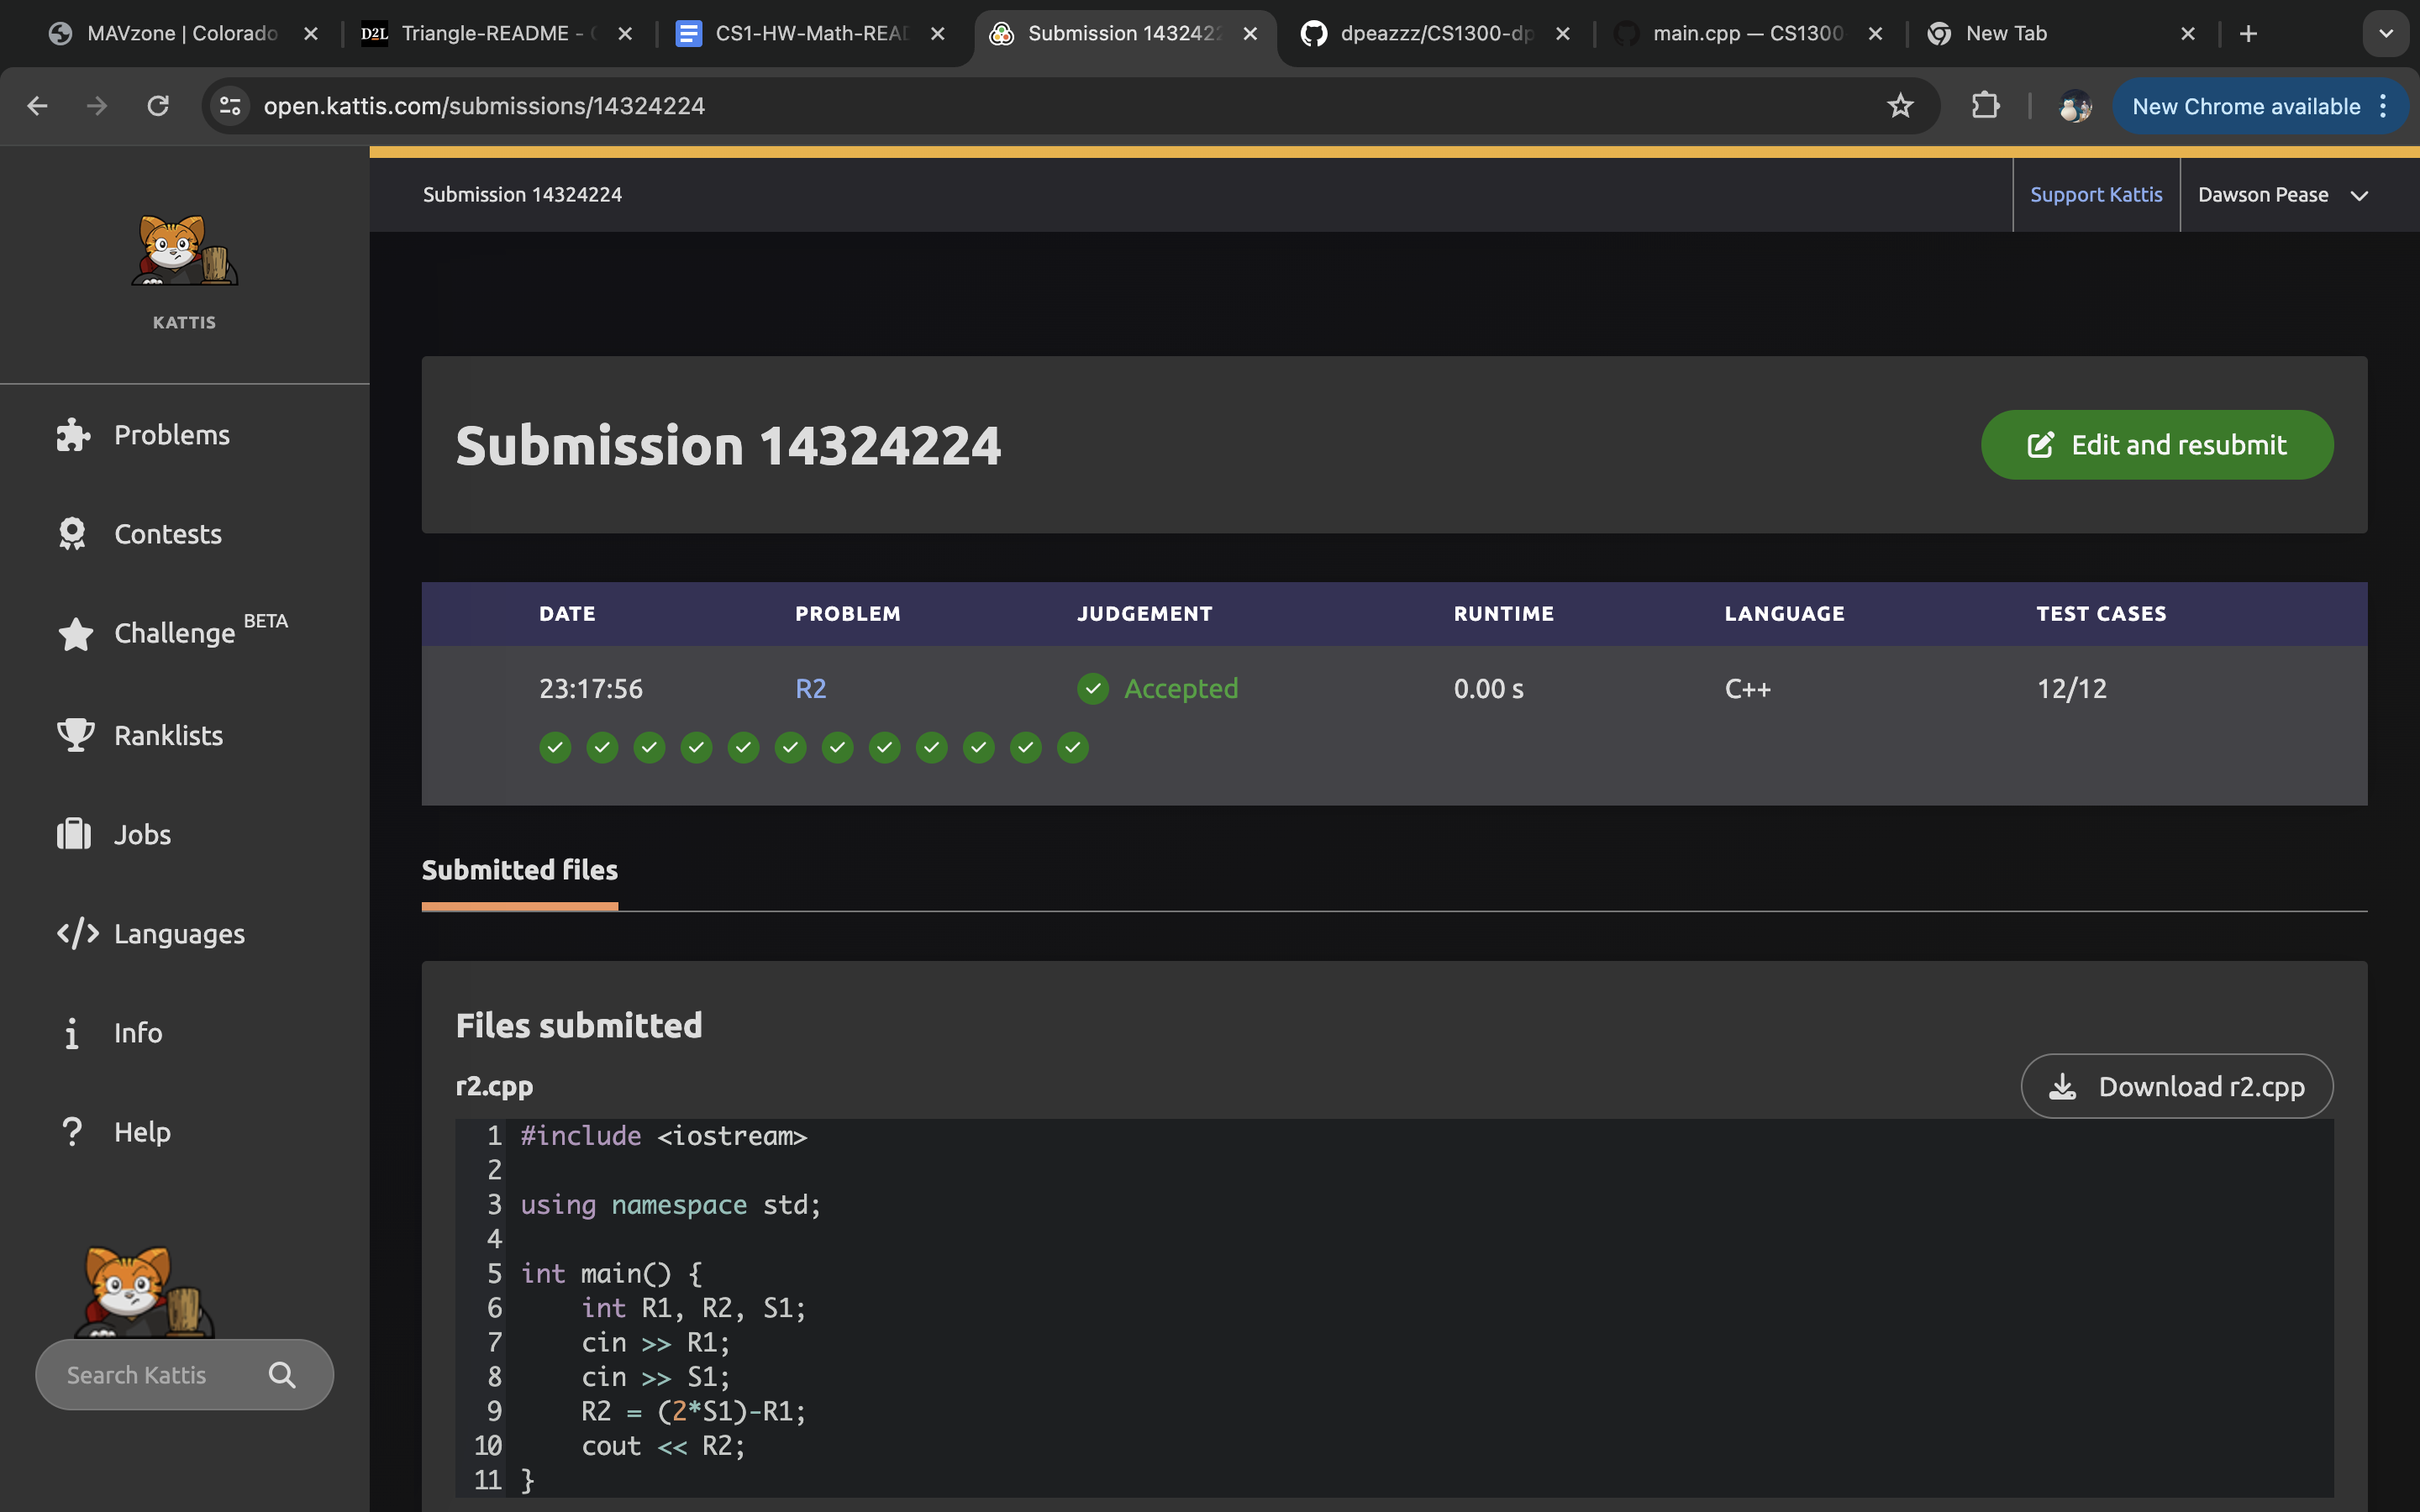 MAVzone | Colorado
D2L Triangle-README -
CS1-HW-Math-READ
Submission 1432422
dpeazzz/CS1300-dp
main.cpp — CS1300
New Tab
open.kattis.com/submissions/14324224
New Chrome available
KATTIS
Problems
Contests
Challenge BETA
Ranklists
Jobs
Languages
Info
Help
Search Kattis
Submission 14324224
Support Kattis
Dawson Pease
Submission 14324224
Edit and resubmit
DATE PROBLEM JUDGEMENT RUNTIME LANGUAGE TEST CASES
23:17:56 R2 Accepted 0.00 s C++ 12/12
Submitted files
Files submitted
r2.cpp
Download r2.cpp
1 #include <iostream>
2
3 using namespace std;
4
5 int main() {
6     int R1, R2, S1;
7     cin >> R1;
8     cin >> S1;
9     R2 = (2*S1)-R1;
10     cout << R2;
11 }